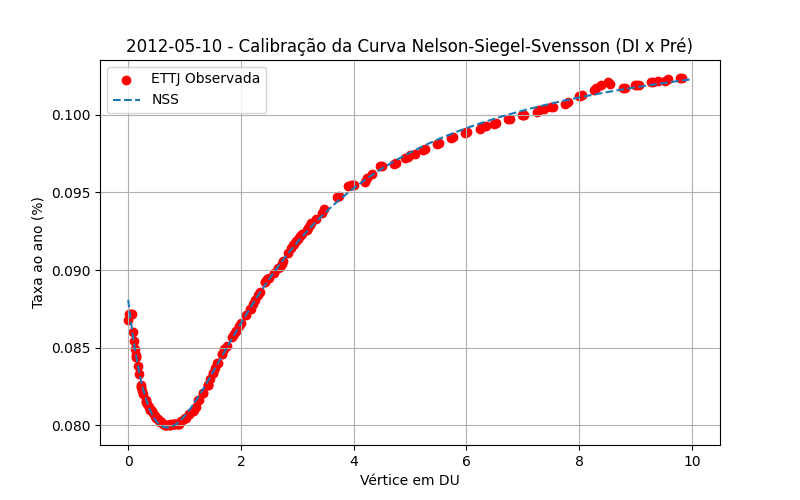 2012-05-10 - Calibração da Curva Nelson-Siegel-Svensson (DI x Pré)
ETTJ Observada
NSS
Taxa ao ano (%)
0.100
0.095
0.090
0.085
0.080
0 2 4 6 8 10
Vértice em DU